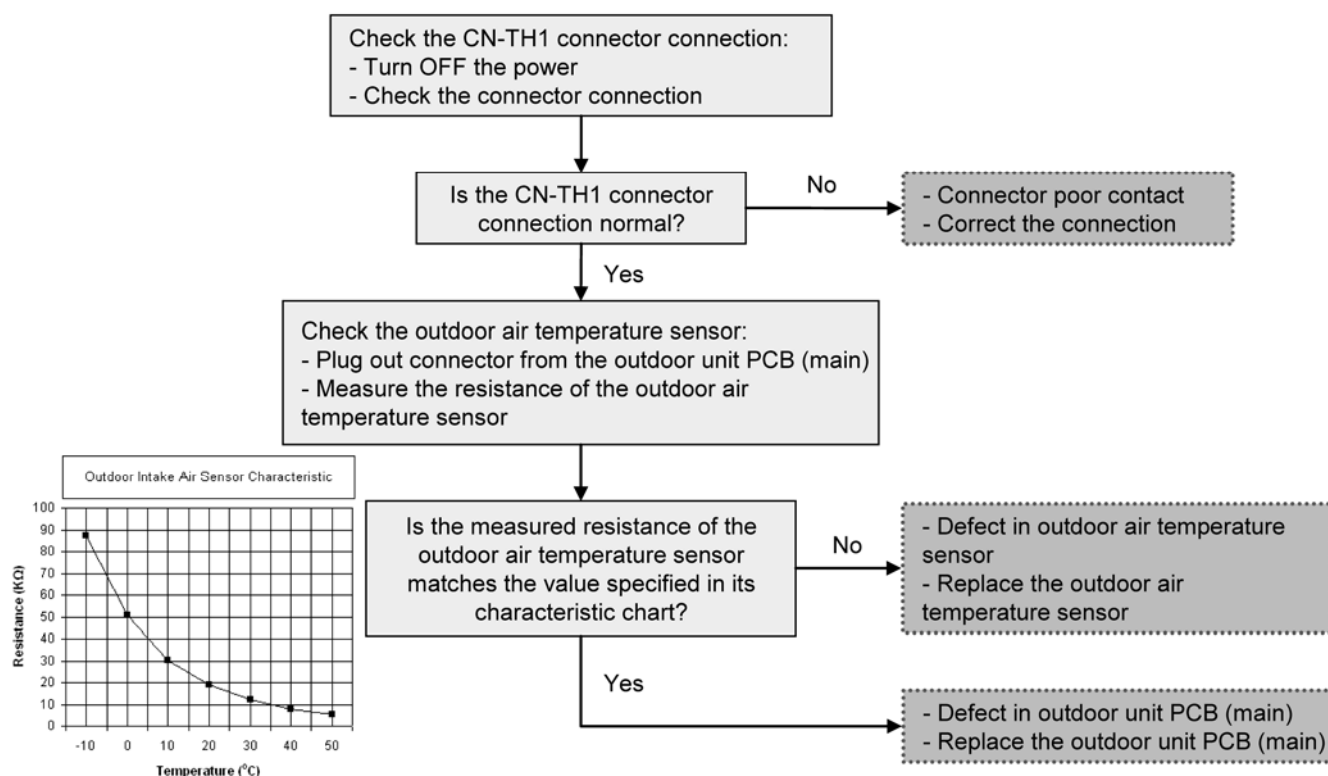 Check the CN-TH1 connector connection:
- Turn OFF the power
- Check the connector connection
Is the CN-TH1 connector
connection normal?
No
- Connector poor contact
- Correct the connection
Yes
Check the outdoor air temperature sensor:
- Plug out connector from the outdoor unit PCB (main)
- Measure the resistance of the outdoor air
temperature sensor
Outdoor Intake Air Sensor Characteristic
Resistance (KΩ)
100
90
80
70
60
50
40
30
20
10
0
-10 0 10 20 30 40 50
Temperature (°C)
Is the measured resistance of the
outdoor air temperature sensor
matches the value specified in its
characteristic chart?
No
- Defect in outdoor air temperature
sensor
- Replace the outdoor air
temperature sensor
Yes
- Defect in outdoor unit PCB (main)
- Replace the outdoor unit PCB (main)